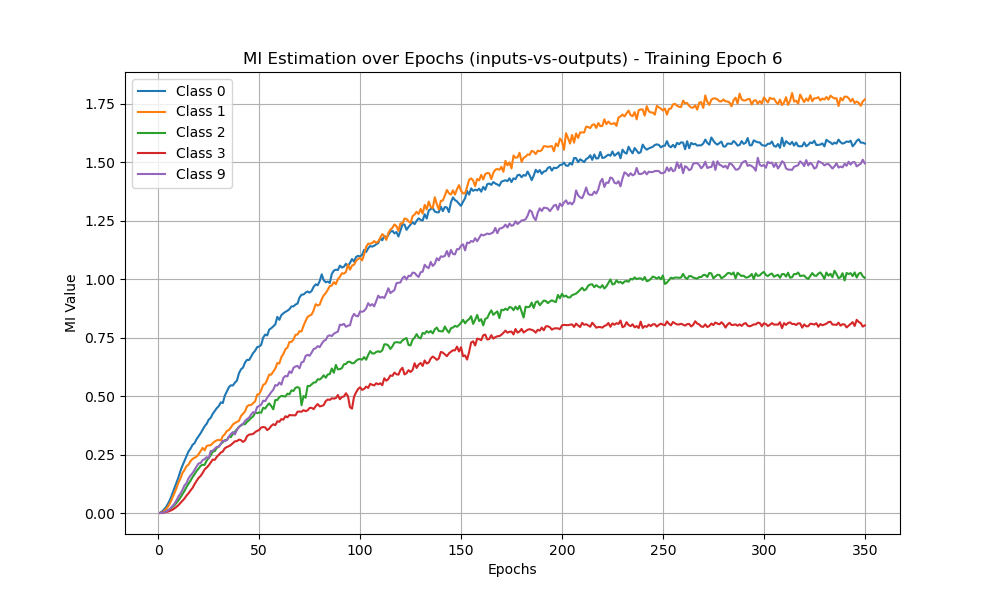 MI Estimation over Epochs (inputs-vs-outputs) - Training Epoch 6
Class 0
Class 1
Class 2
Class 3
Class 9
MI Value
1.75
1.50
1.25
1.00
0.75
0.50
0.25
0.00
0 50 100 150 200 250 300 350
Epochs